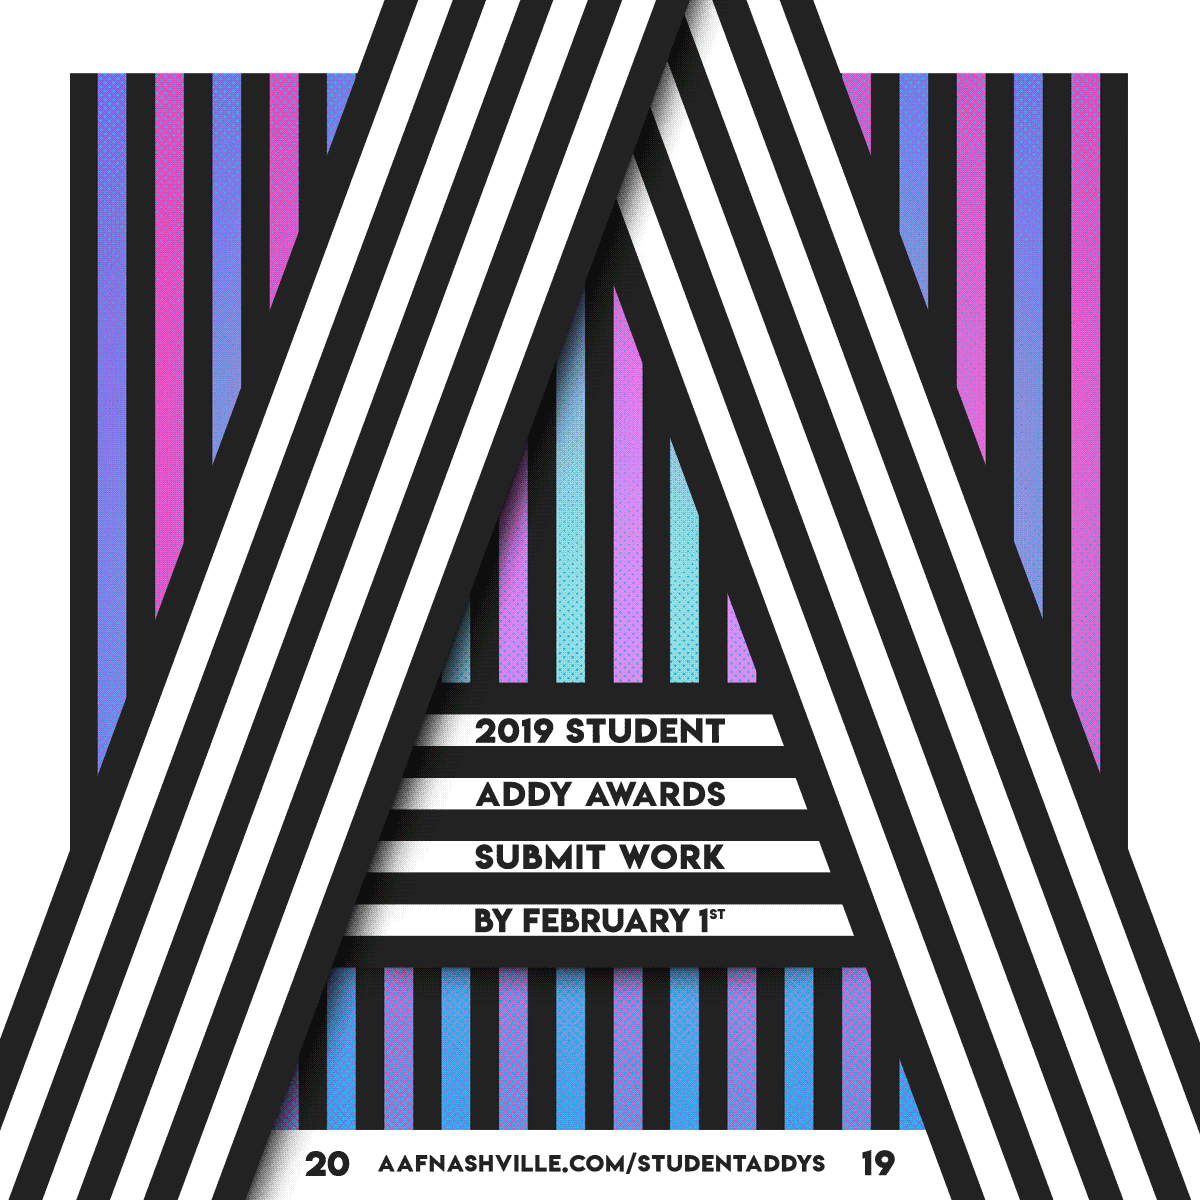 2019 STUDENT
ADDY AWARDS
SUBMIT WORK
BY FEBRUARY 1ST
20 AAFNASHVILLE.COM/STUDENTADDYS 19